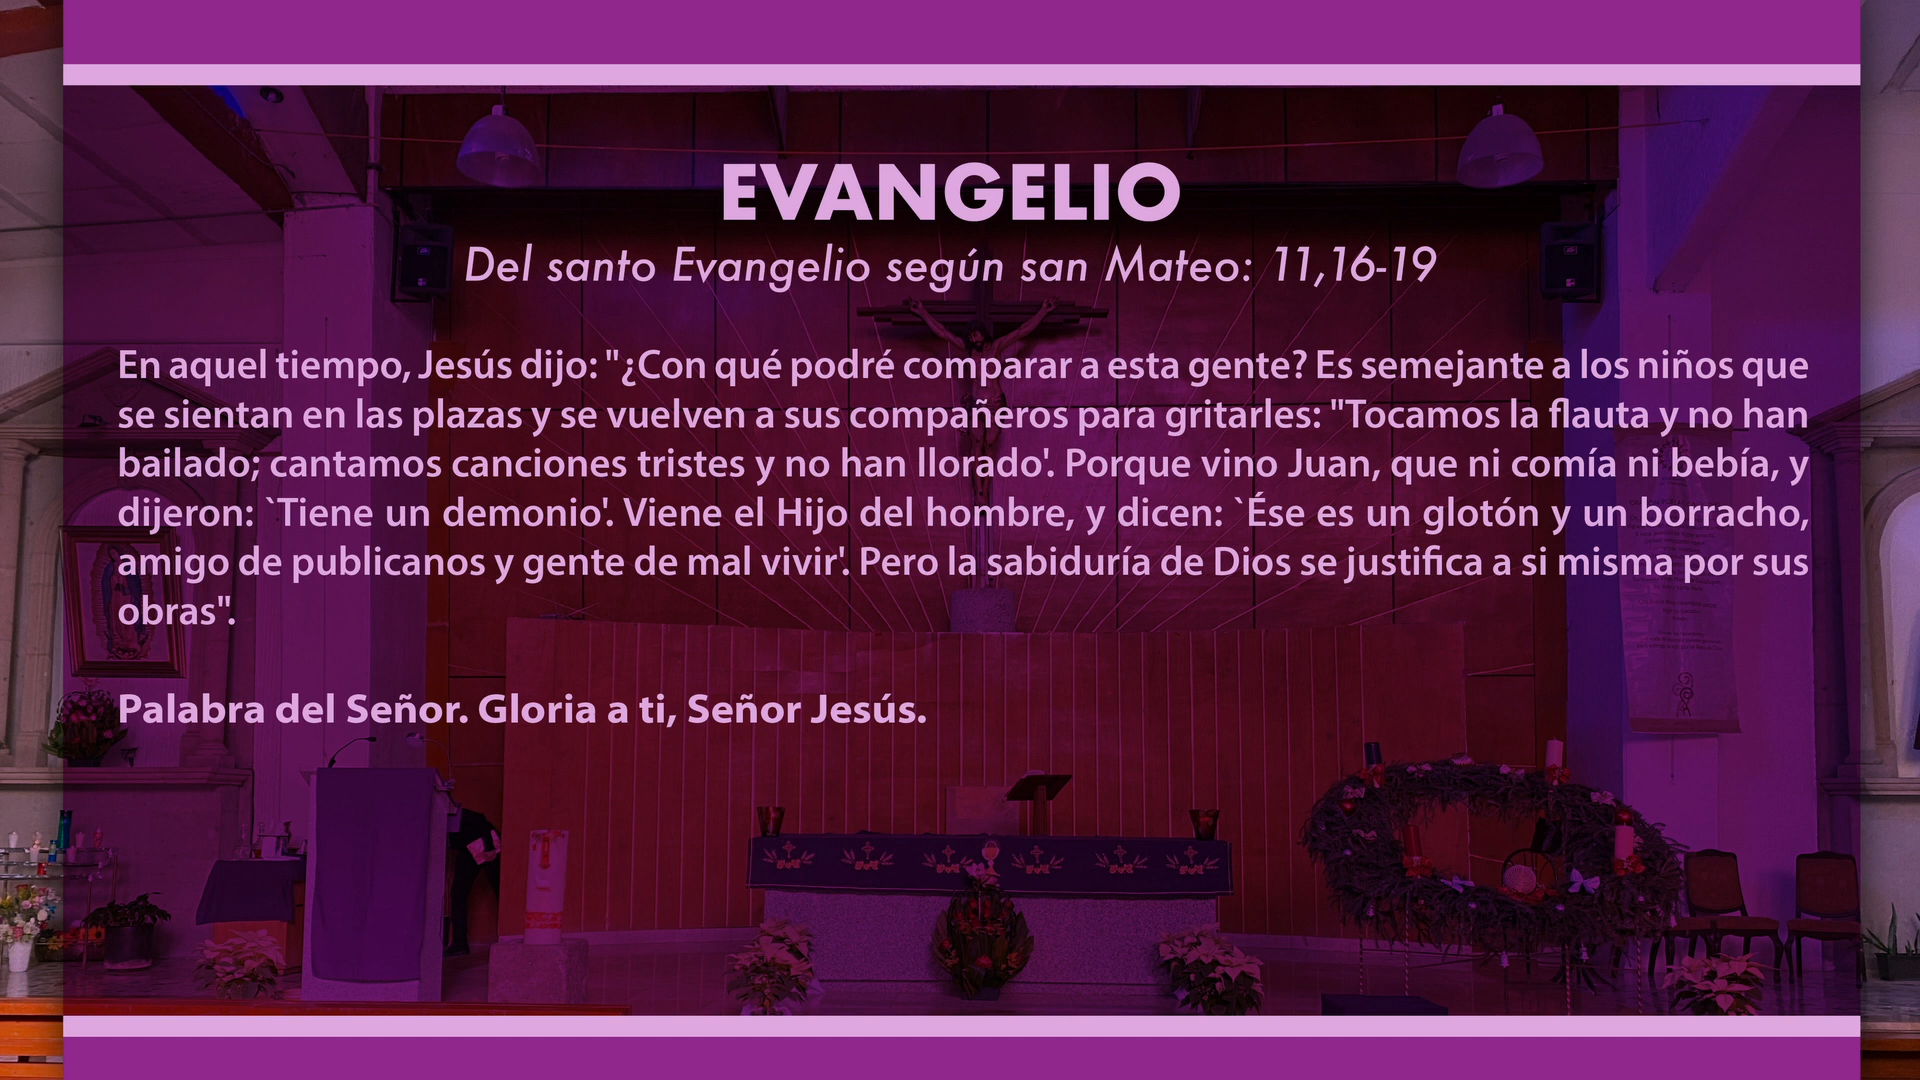 EVANGELIO
Del santo Evangelio según san Mateo: 11,16-19
En aquel tiempo, Jesús dijo: "¿Con qué podré comparar a esta gente? Es semejante a los niños que
se sientan en las plazas y se vuelven a sus compañeros para gritarles: "Tocamos la flauta y no han
bailado; cantamos canciones tristes y no han llorado'. Porque vino Juan, que ni comía ni bebía, y
dijeron: `Tiene un demonio'. Viene el Hijo del hombre, y dicen: `Ése es un glotón y un borracho,
amigo de publicanos y gente de mal vivir'. Pero la sabiduría de Dios se justifica a si misma por sus
obras".
Palabra del Señor. Gloria a ti, Señor Jesús.